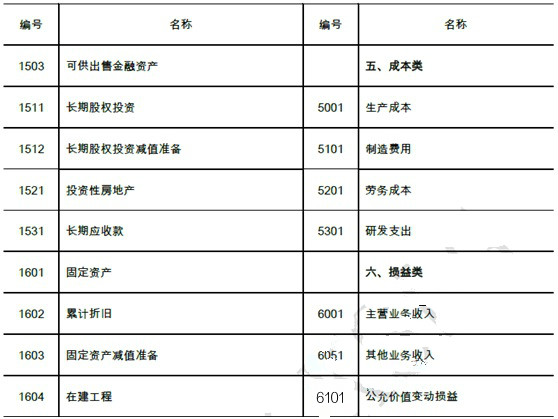 编号 名称 编号 名称
1503 可供出售金融资产 五、成本类
1511 长期股权投资 5001 生产成本
1512 长期股权投资减值准备 5101 制造费用
1521 投资性房地产 5201 劳务成本
1531 长期应收款 5301 研发支出
1601 固定资产 六、损益类
1602 累计折旧 6001 主营业务收入
1603 固定资产减值准备 6051 其他业务收入
1604 在建工程 6101 公允价值变动损益